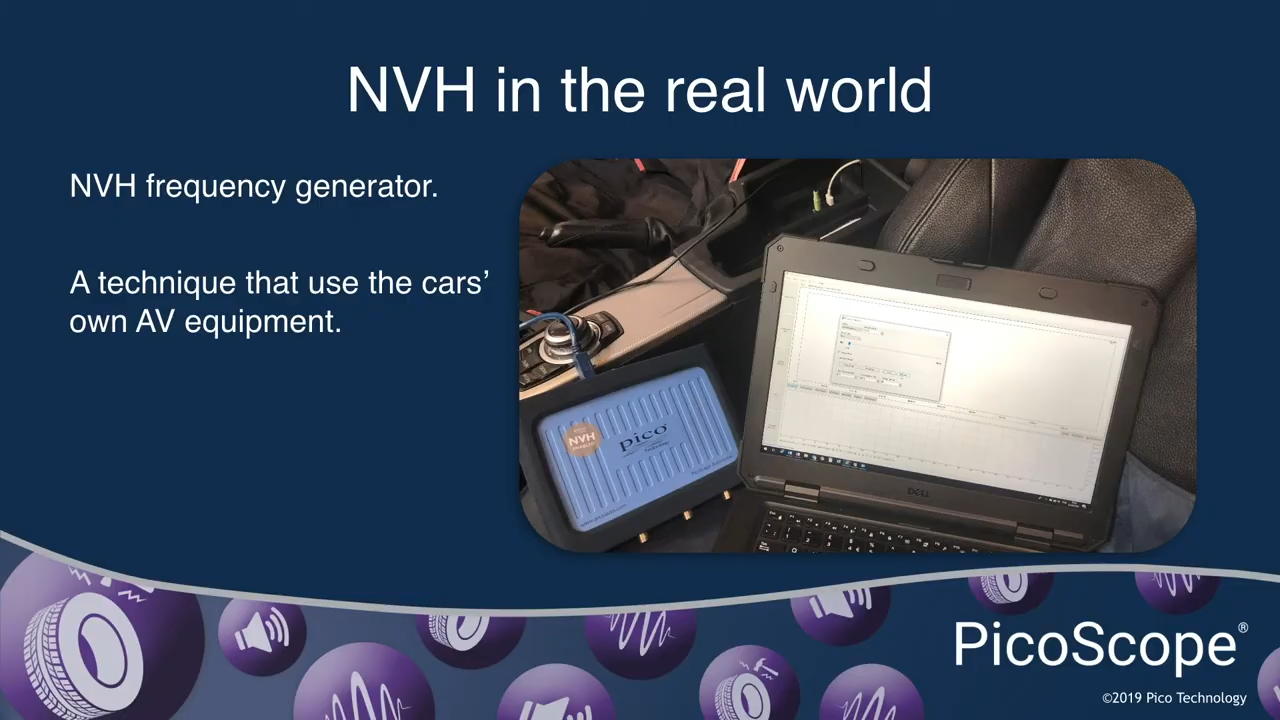 NVH in the real world
NVH frequency generator.
A technique that use the cars’
own AV equipment.
NVH
pico
DELL
PicoScope®
©2019 Pico Technology